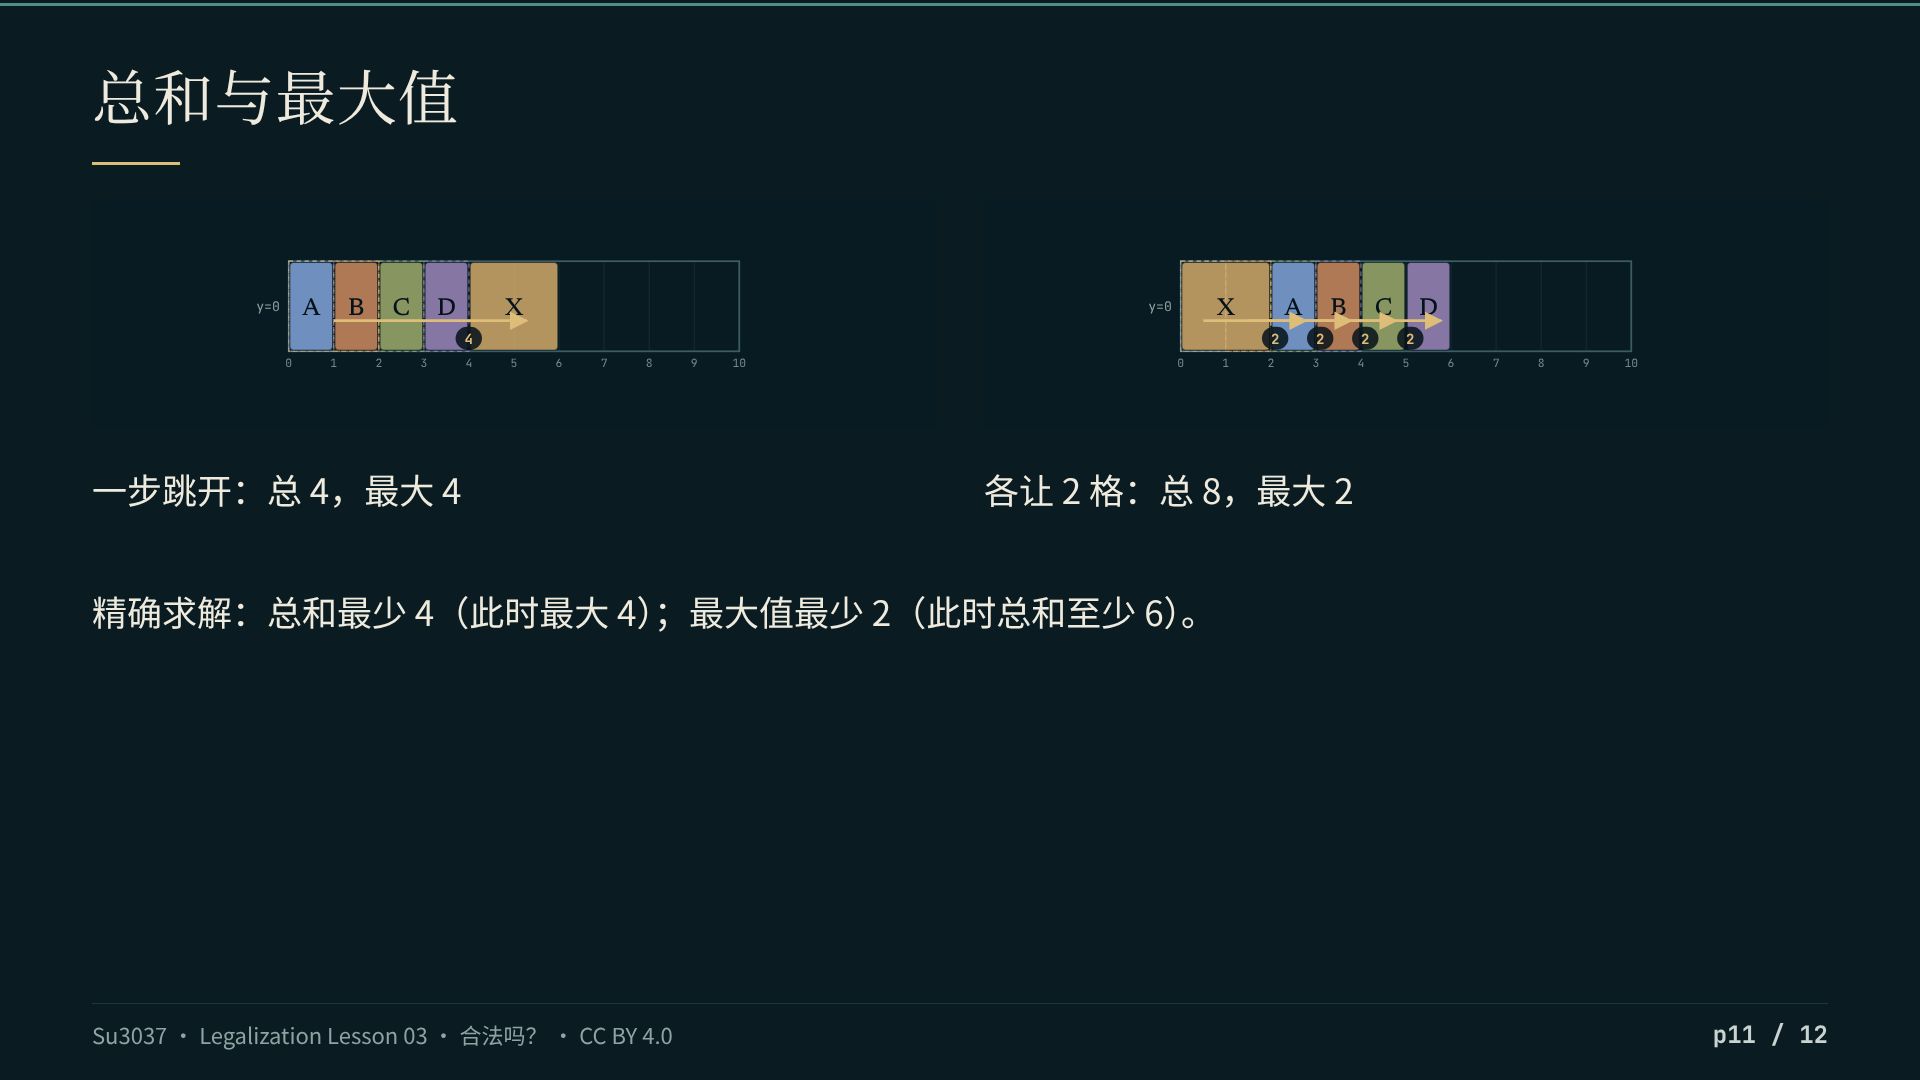 总和与最大值
y=0 A B C D X
4
0 1 2 3 4 5 6 7 8 9 10
y=0 X A B C D
2 2 2 2
0 1 2 3 4 5 6 7 8 9 10
一步跳开：总 4，最大 4
各让 2 格：总 8，最大 2
精确求解：总和最少 4（此时最大 4）；最大值最少 2（此时总和至少 6）。
Su3037 · Legalization Lesson 03 · 合法吗？ · CC BY 4.0
p11 / 12